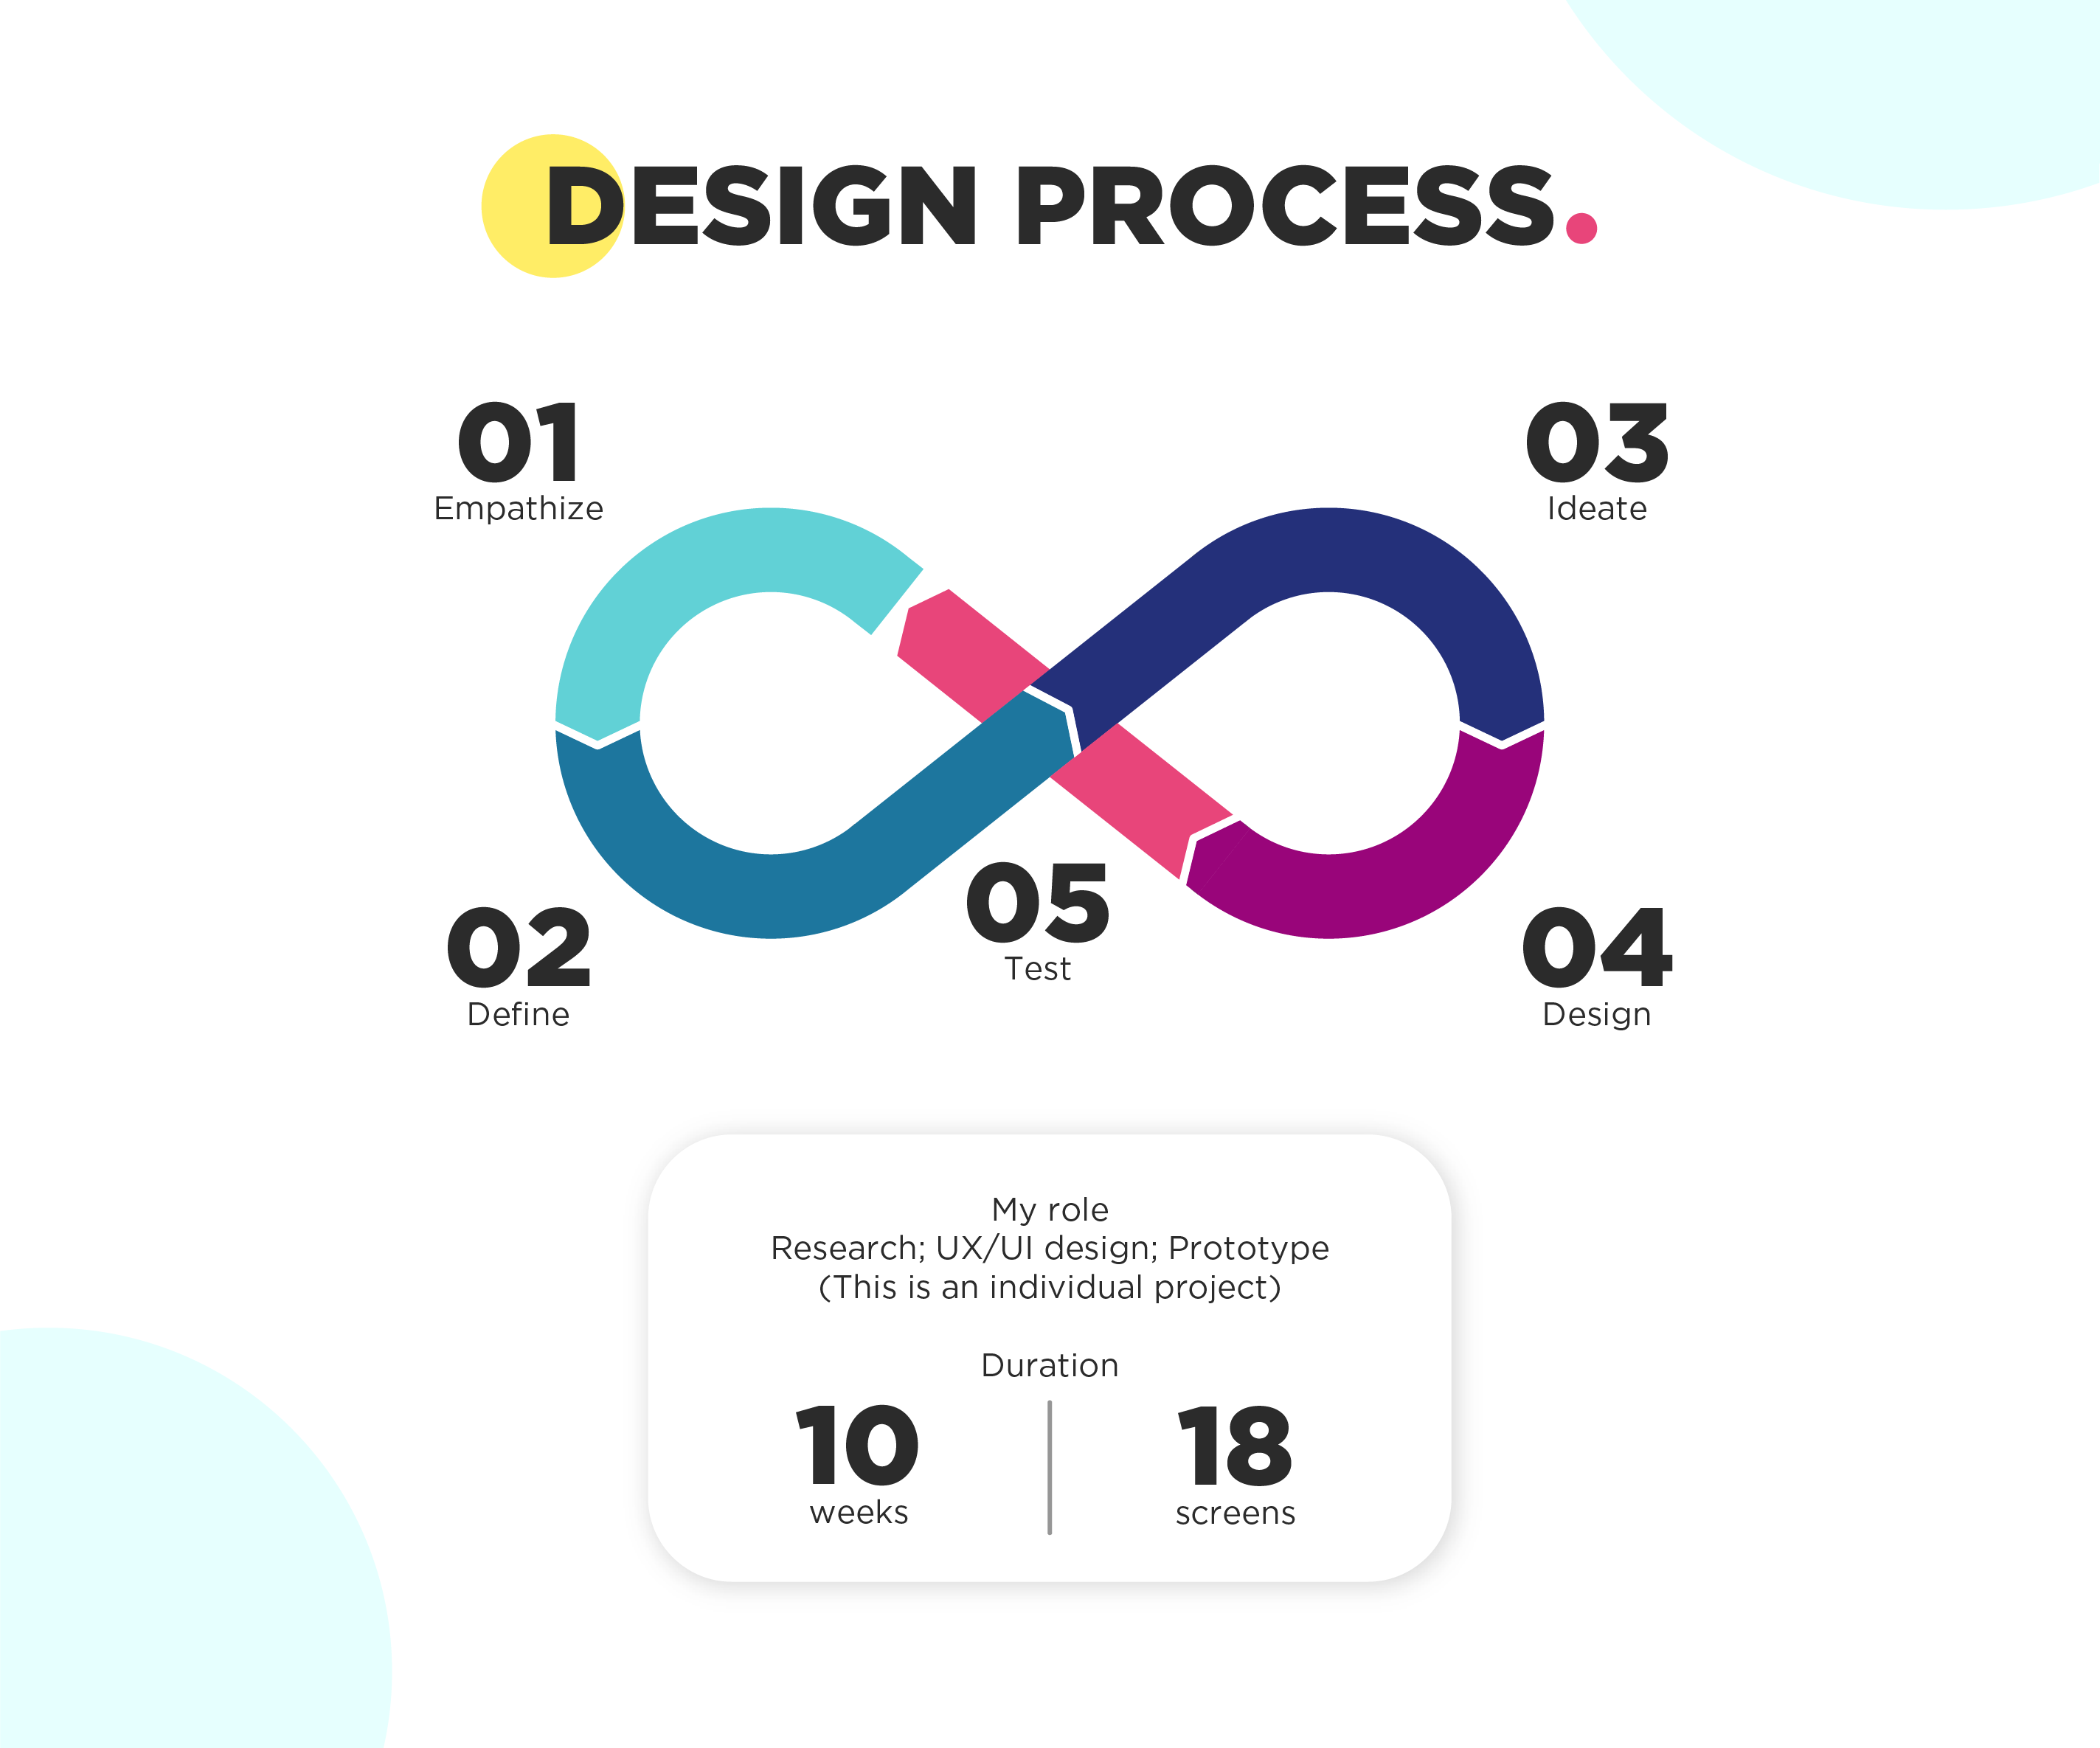 DESIGN PROCESS.
01
Empathize
03
Ideate
02
Define
05
Test
04
Design
My role
Research; UX/UI design; Prototype
(This is an individual project)
Duration
10
weeks
18
screens